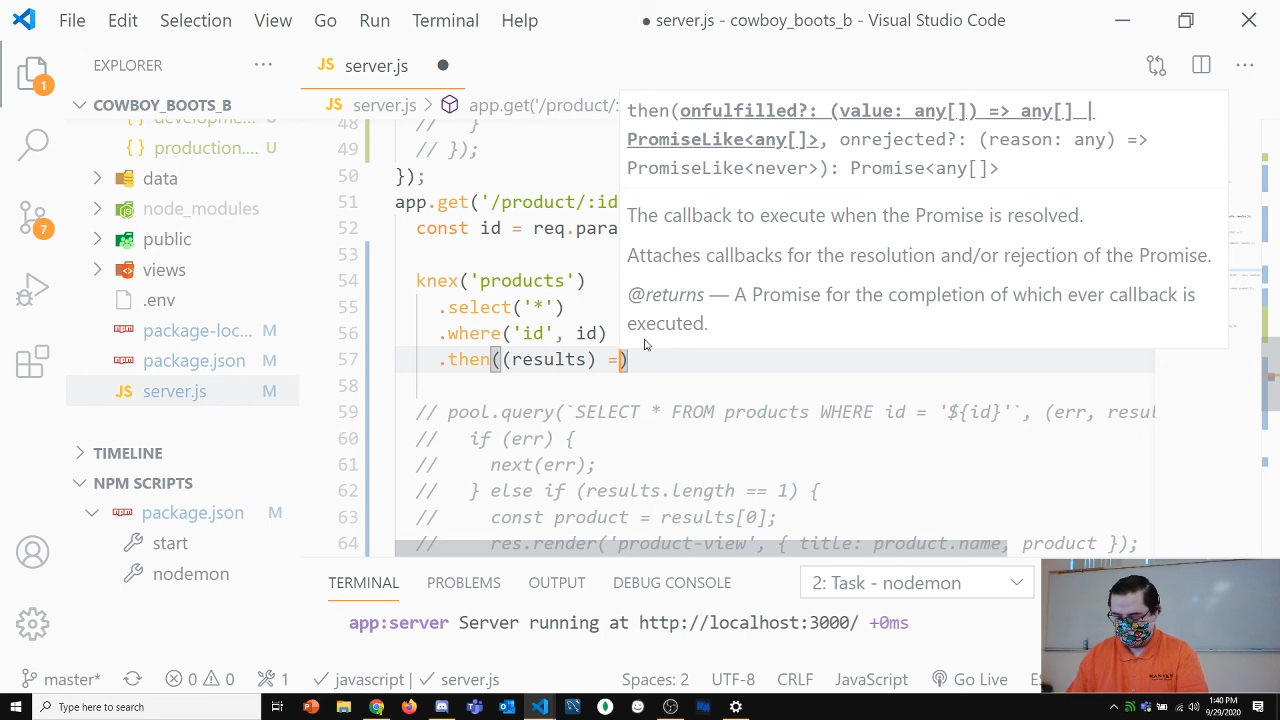 File Edit Selection View Go Run Terminal Help
● server.js - cowboy_boots_b - Visual Studio Code
EXPLORER
JS server.js
COWBOY_BOOTS_B
{ } development...
{ } production.... U
data
node_modules
public
views
.env
package-loc... M
package.json M
JS server.js M
TIMELINE
NPM SCRIPTS
package.json M
start
nodemon
1
7
JS server.js > app.get('/product/:
48 // }
49 // });
50 });
51 app.get('/product/:id
52 const id = req.para
53
54 knex('products')
55 .select('*')
56 .where('id', id)
57 .then((results) =)
58
59 // pool.query(`SELECT * FROM products WHERE id = '${id}'`, (err, resul
60 // if (err) {
61 // next(err);
62 // } else if (results.length == 1) {
63 // const product = results[0];
64 // res.render('product-view', { title: product.name, product });
then(onfulfilled?: (value: any[]) => any[] |
PromiseLike<any[]>, onrejected?: (reason: any) =>
PromiseLike<never>): Promise<any[]>
The callback to execute when the Promise is resolved.
Attaches callbacks for the resolution and/or rejection of the Promise.
@returns — A Promise for the completion of which ever callback is
executed.
TERMINAL PROBLEMS OUTPUT DEBUG CONSOLE
2: Task - nodemon
app:server Server running at http://localhost:3000/ +0ms
master* 0 0 1 javascript | server.js
Spaces: 2 UTF-8 CRLF JavaScript Go Live
Type here to search
1:40 PM
9/29/2020